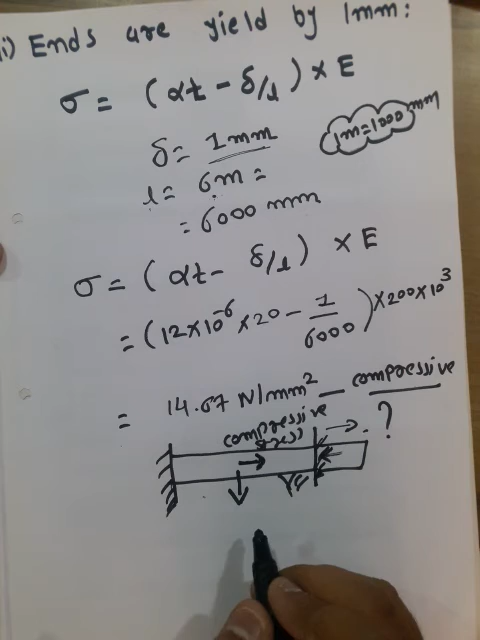 ii) Ends are yield by 1mm:
σ = (αt - δ/l) × E
δ = 1mm
1m=1000mm
l = 6m =
= 6000 mm
σ = (αt - δ/l) × E
= (12×10⁻⁶ ×20 - 1/6000) ×200×10³
= 14.67 N/mm² - compressive
compressive stress ?